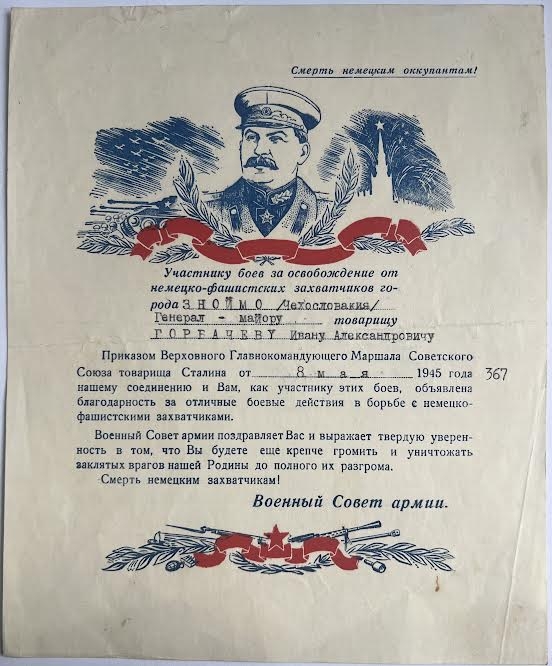 Смерть немецким оккупантам!
Участнику боев за освобождение от
немецко-фашистских захватчиков го-
рода ЗНОЙМО /Чехословакия/
Генерал - майору товарищу
ГОРБАЧЕВУ Ивану Александровичу
Приказом Верховного Главнокомандующего Маршала Советского
Союза товарища Сталина от 8 мая 1945 года 367
нашему соединению и Вам, как участнику этих боев, объявлена
благодарность за отличные боевые действия в борьбе с немецко-
фашистскими захватчиками.
Военный Совет армии поздравляет Вас и выражает твердую уверен-
ность в том, что Вы будете еще крепче громить и уничтожать
заклятых врагов нашей Родины до полного их разгрома.
Смерть немецким захватчикам!
Военный Совет армии.